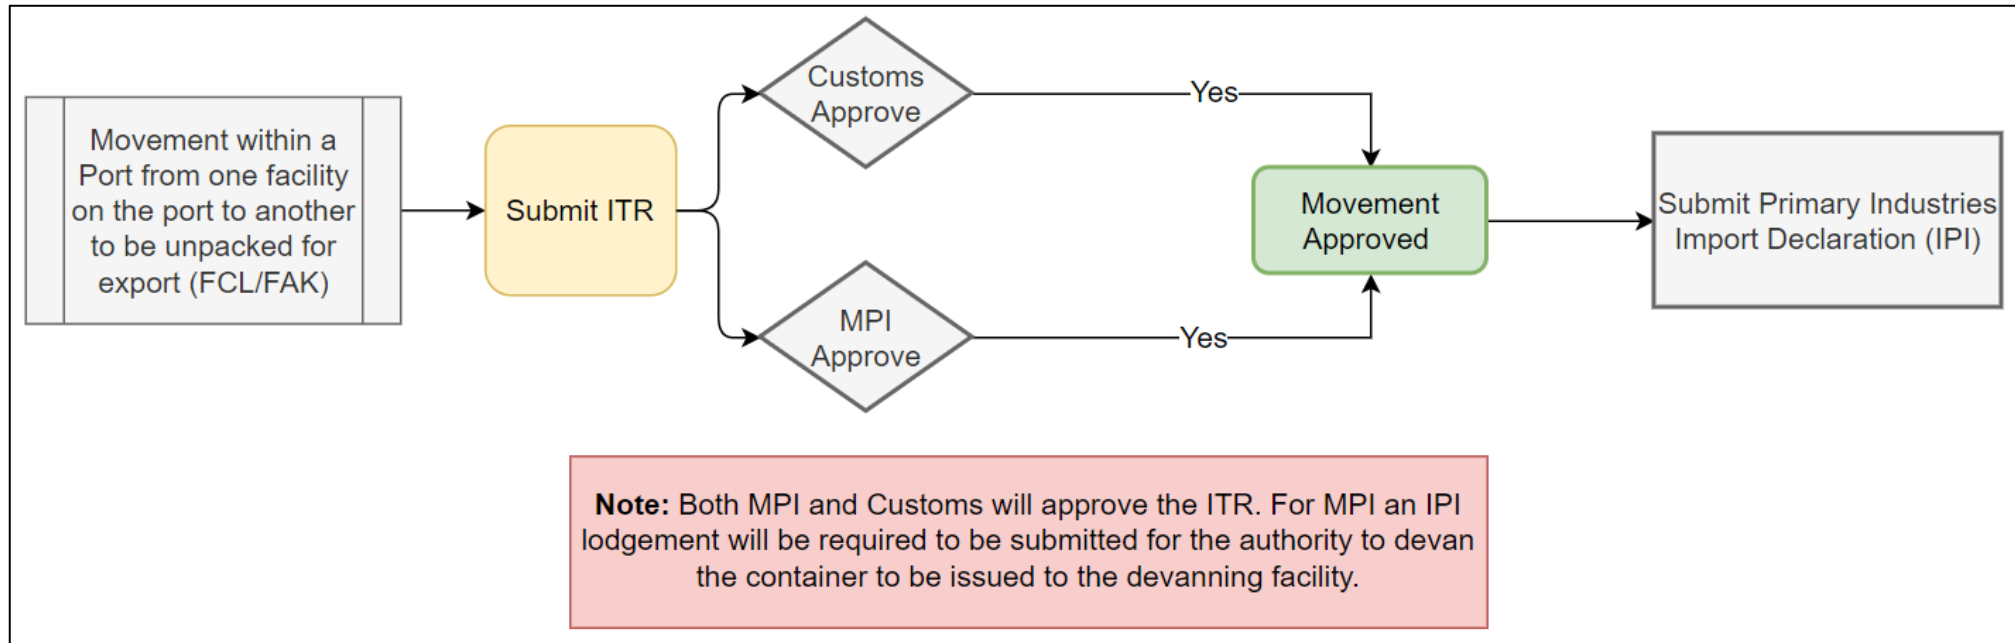 Movement within a
Port from one facility
on the port to another
to be unpacked for
export (FCL/FAK)
Submit ITR
Customs
Approve
Yes
MPI
Approve
Yes
Movement
Approved
Submit Primary Industries
Import Declaration (IPI)
Note: Both MPI and Customs will approve the ITR. For MPI an IPI
lodgement will be required to be submitted for the authority to devan
the container to be issued to the devanning facility.